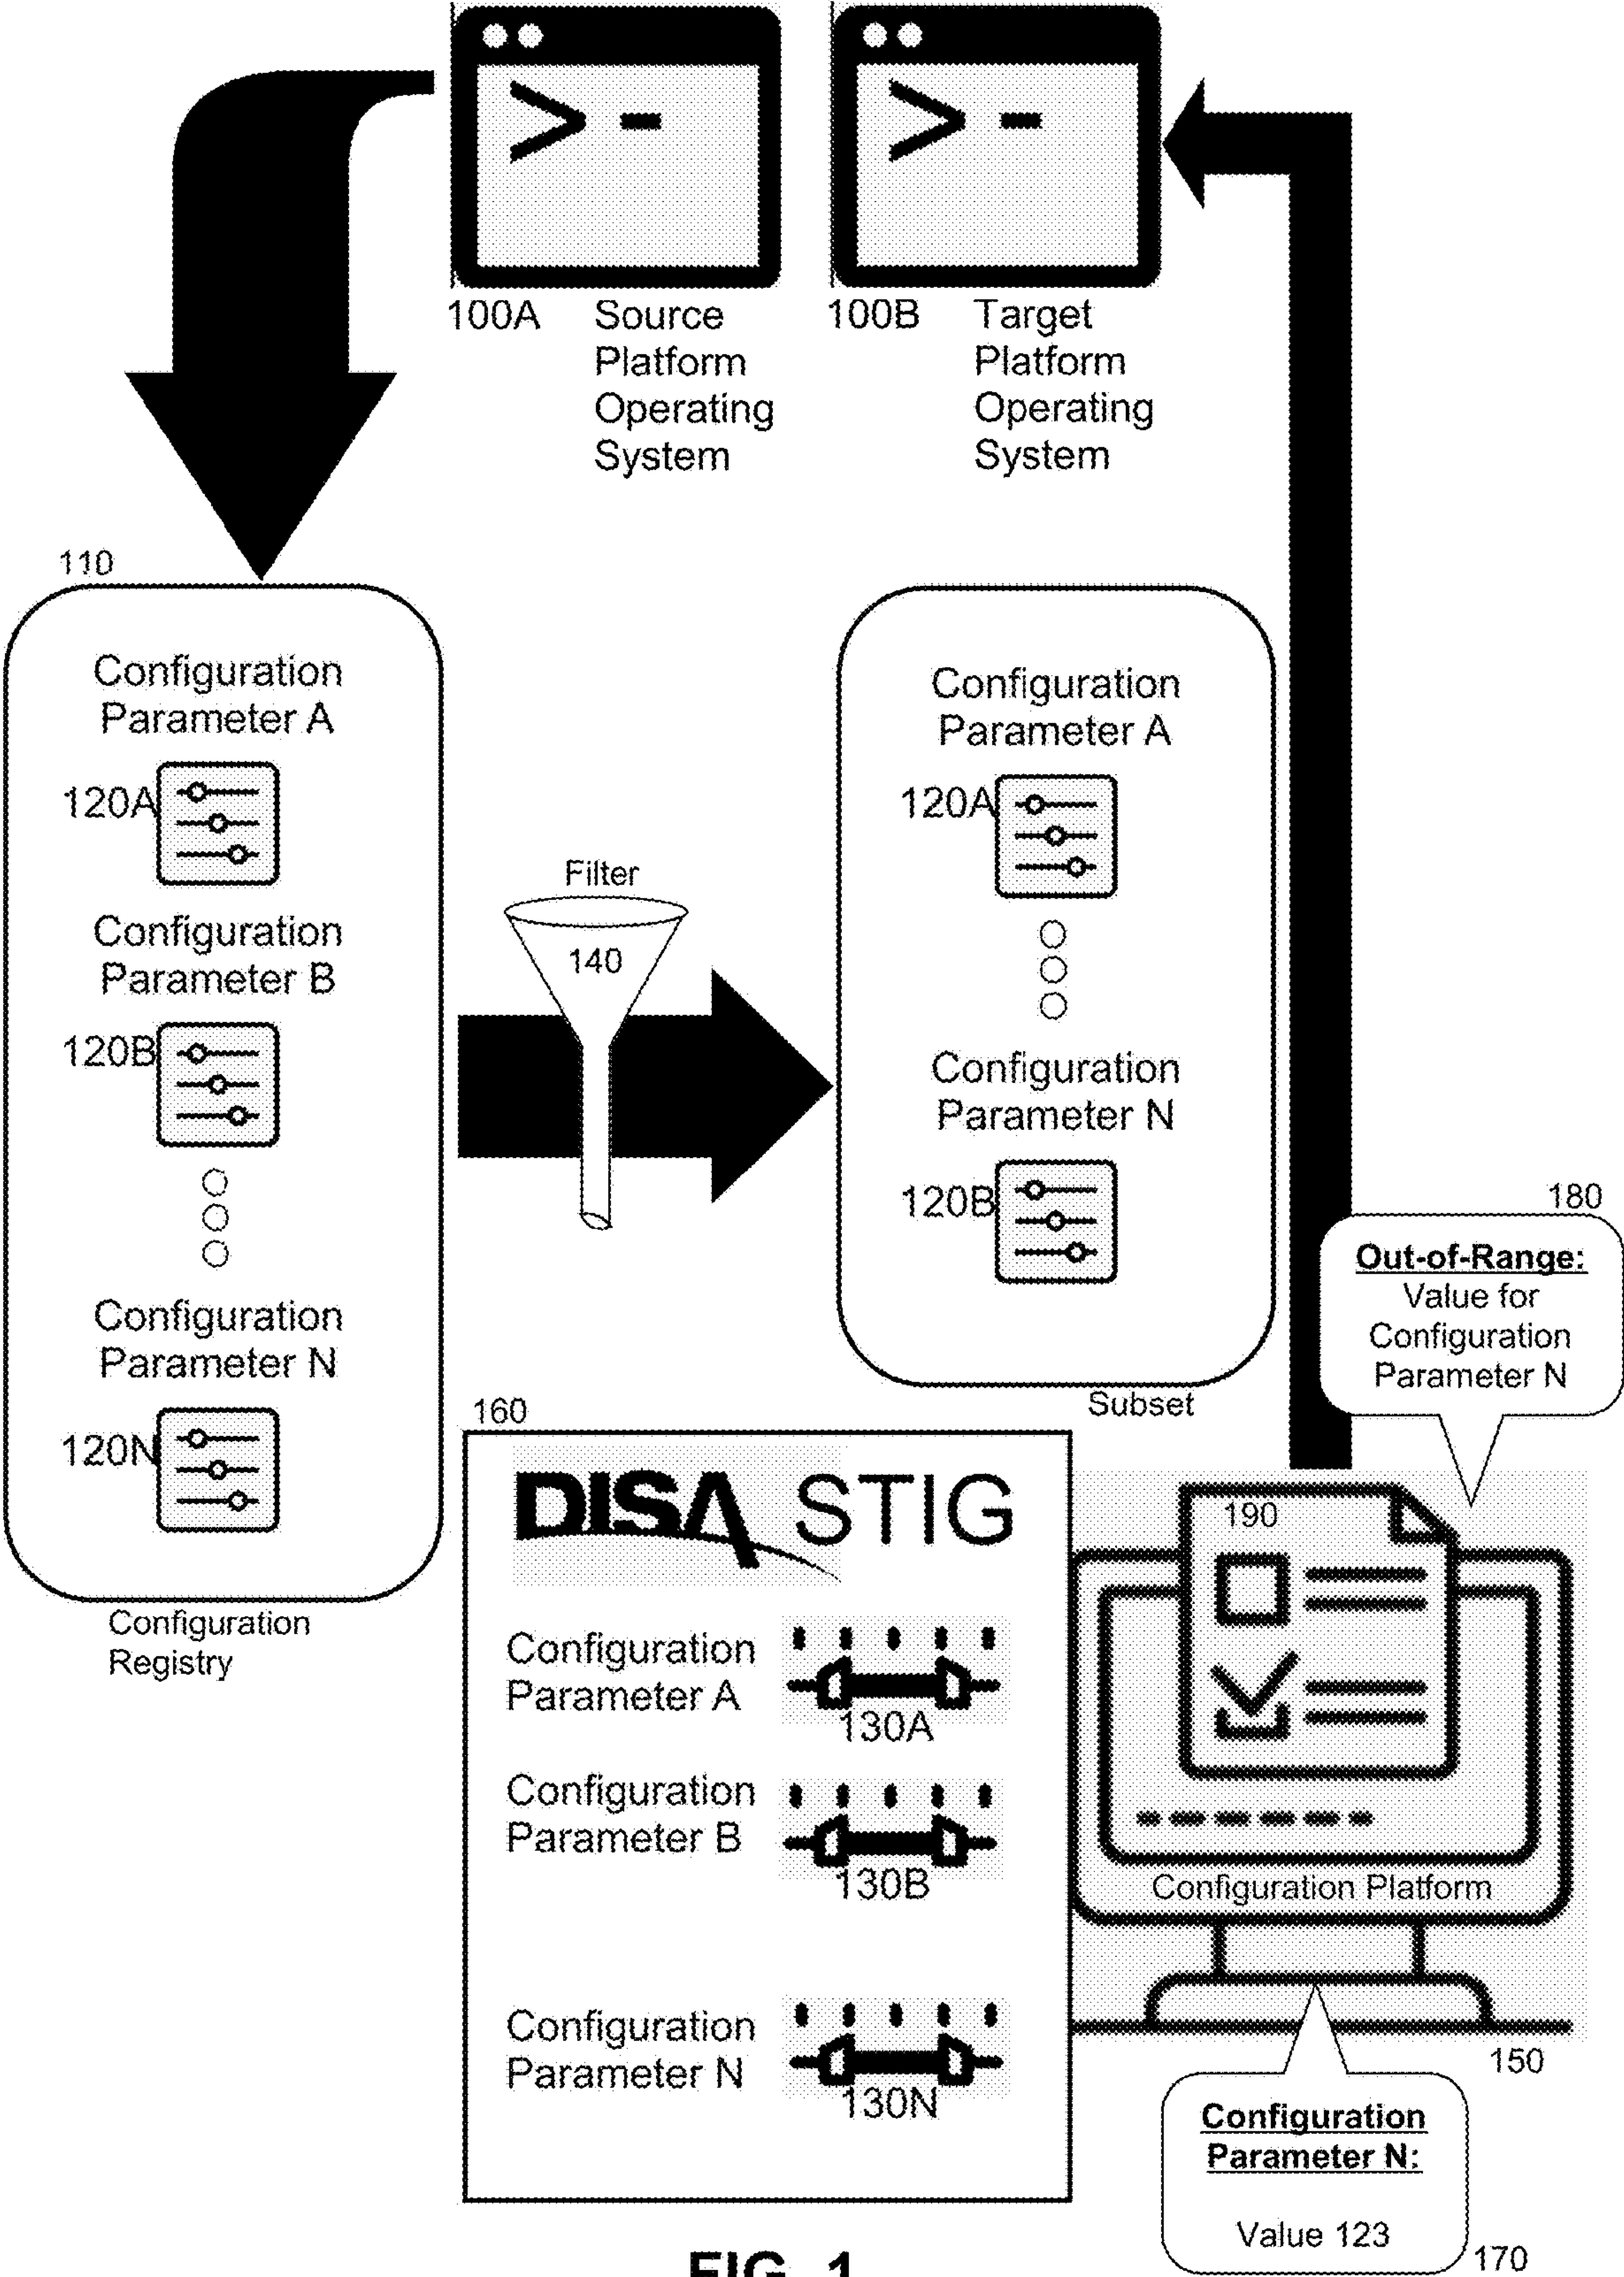 >-
>-
100A
Source
Platform
Operating
System
100B
Target
Platform
Operating
System
110
Configuration
Parameter A
120A
Configuration
Parameter B
120B
Configuration
Parameter N
120N
Configuration
Registry
Filter
140
Configuration
Parameter A
120A
Configuration
Parameter N
120B
Subset
180
Out-of-Range:
Value for
Configuration
Parameter N
160
DISA STIG
Configuration
Parameter A
130A
Configuration
Parameter B
130B
Configuration
Parameter N
130N
190
Configuration Platform
150
Configuration
Parameter N:
Value 123
170
FIG. 1